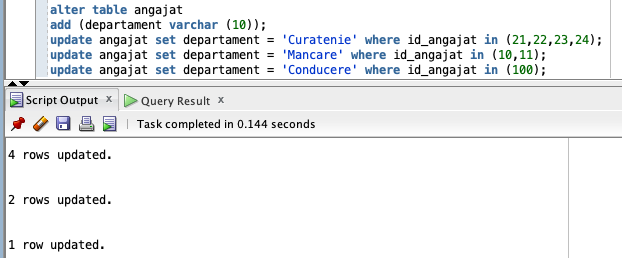 alter table angajat
add (departament varchar (10));
update angajat set departament = 'Curatenie' where id_angajat in (21,22,23,24);
update angajat set departament = 'Mancare' where id_angajat in (10,11);
update angajat set departament = 'Conducere' where id_angajat in (100);
Script Output x Query Result x
Task completed in 0.144 seconds
4 rows updated.
2 rows updated.
1 row updated.